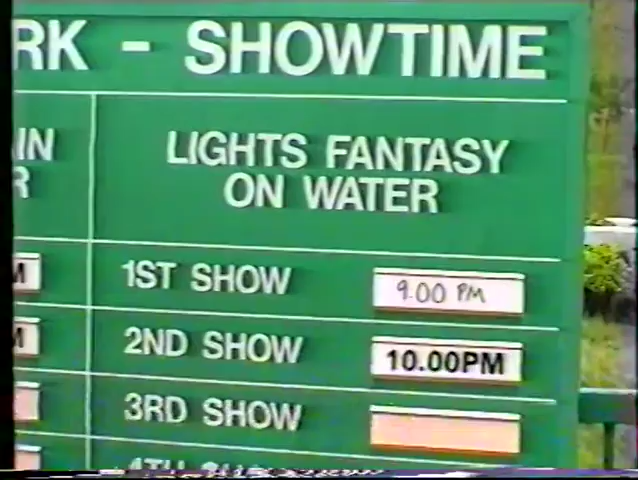 RK - SHOWTIME
IN
R
LIGHTS FANTASY
ON WATER
M
1ST SHOW 9.00 PM
M
2ND SHOW 10.00PM
3RD SHOW